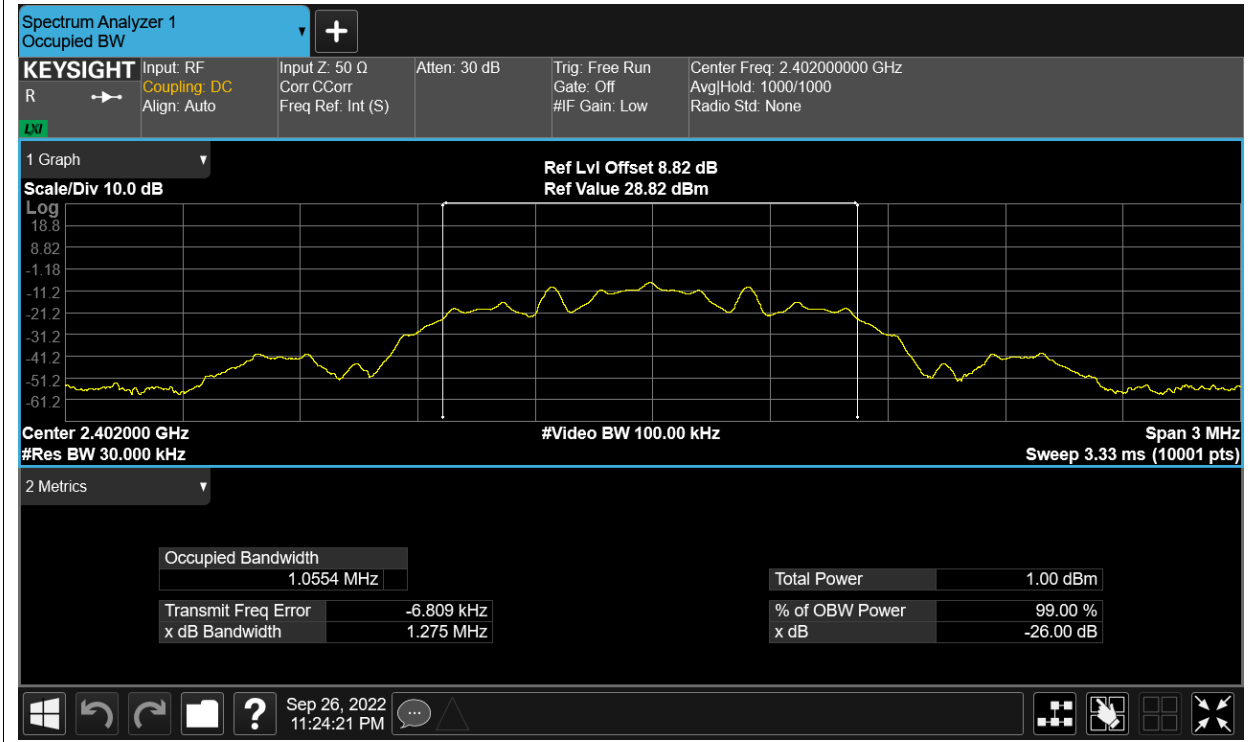 Spectrum Analyzer 1
Occupied BW
KEYSIGHT
R
LXI
Input: RF
Coupling: DC
Align: Auto
Input Z: 50 Ω
Corr CCorr
Freq Ref: Int (S)
Atten: 30 dB
Trig: Free Run
Gate: Off
#IF Gain: Low
Center Freq: 2.402000000 GHz
Avg|Hold: 1000/1000
Radio Std: None
1 Graph
Scale/Div 10.0 dB
Ref Lvl Offset 8.82 dB
Ref Value 28.82 dBm
Log
18.8
8.82
-1.18
-11.2
-21.2
-31.2
-41.2
-51.2
-61.2
Center 2.402000 GHz
#Res BW 30.000 kHz
#Video BW 100.00 kHz
Span 3 MHz
Sweep 3.33 ms (10001 pts)
2 Metrics
Occupied Bandwidth
1.0554 MHz
Transmit Freq Error -6.809 kHz
x dB Bandwidth 1.275 MHz
Total Power 1.00 dBm
% of OBW Power 99.00 %
x dB -26.00 dB
?
Sep 26, 2022
11:24:21 PM